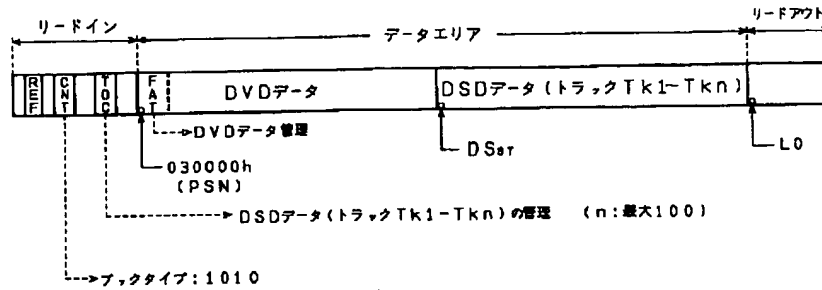 リードイン
データエリア
リードアウト
REF
CNT
TOC
FAT
DVDデータ
DSDデータ(トラックTk1~Tkn)
DVDデータ管理
030000h
(PSN)
DSST
LO
DSDデータ(トラックTk1-Tkn)の管理 (n:最大100)
ブックタイプ:1010